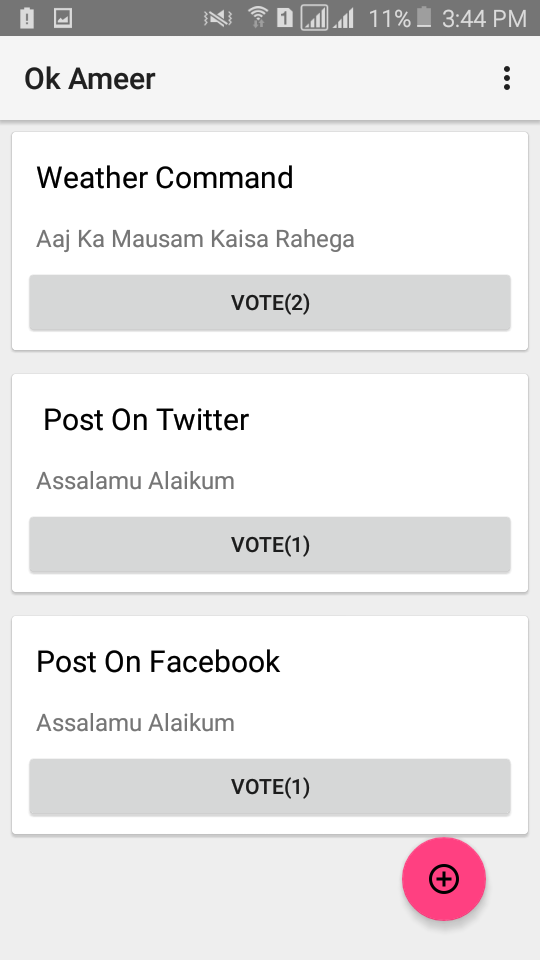 1 11% 3:44 PM
Ok Ameer
Weather Command
Aaj Ka Mausam Kaisa Rahega
VOTE(2)
Post On Twitter
Assalamu Alaikum
VOTE(1)
Post On Facebook
Assalamu Alaikum
VOTE(1)